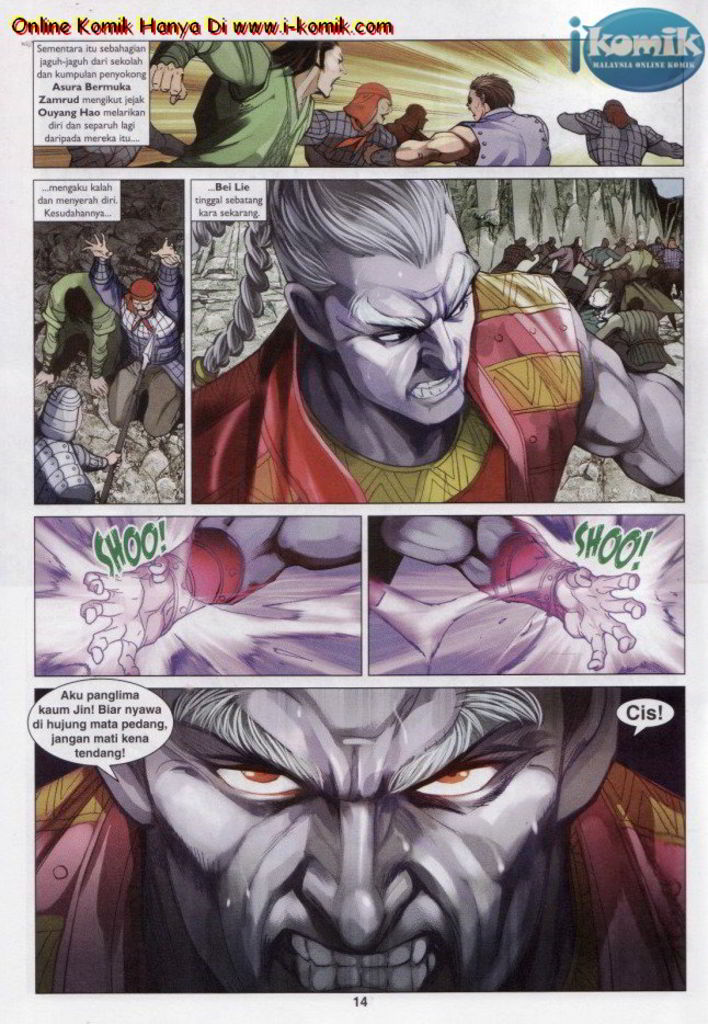 Online Komik Hanya Di www.i-komik.com
ikomik
MALAYSIA ONLINE KOMIK
Sementara itu sebahagian
jaguh-jaguh dari sekolah
dan kumpulan penyokong
Asura Bermuka
Zamrud mengikut jejak
Ouyang Hao melarikan
diri dan separuh lagi
daripada mereka itu....
...mengaku kalah
dan menyerah diri.
Kesudahannya...
...Bei Lie
tinggal sebatang
kara sekarang.
SHOO!
SHOO!
Aku panglima
kaum Jin! Biar nyawa
di hujung mata pedang,
jangan mati kena
tendang!
Cis!
14